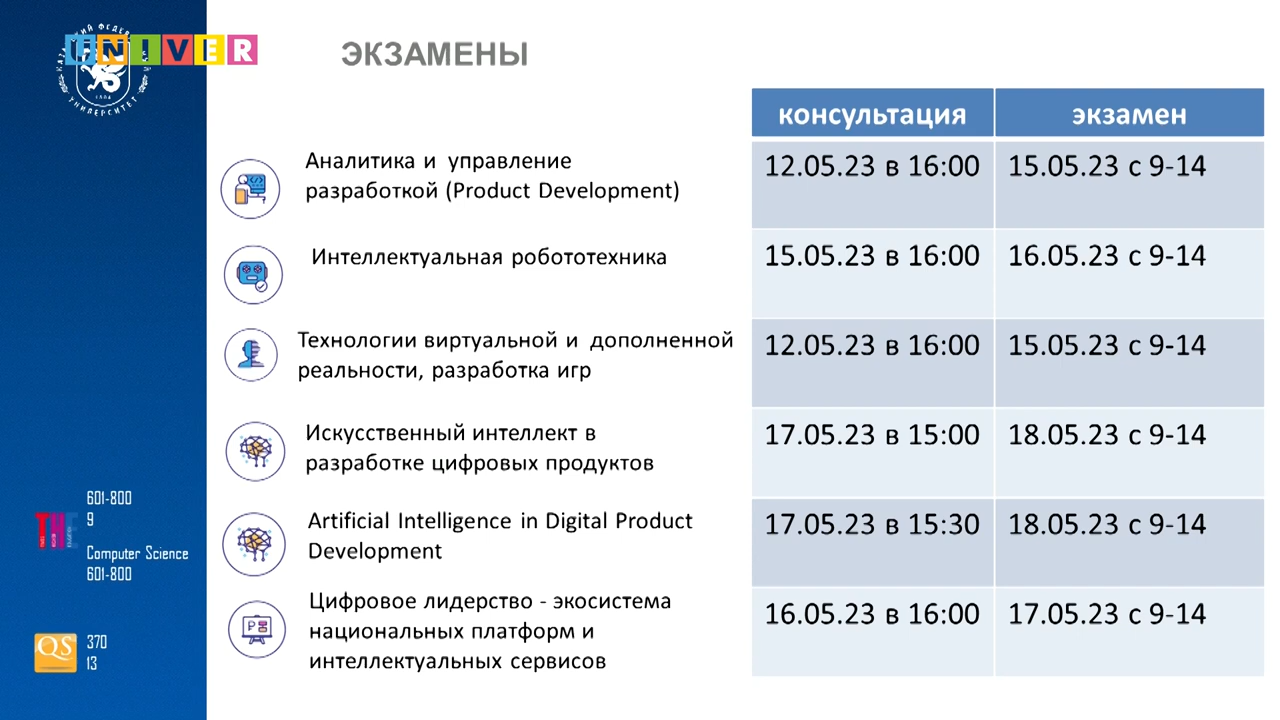 UNIVER
ЭКЗАМЕНЫ
консультация экзамен
Аналитика и управление
разработкой (Product Development)
12.05.23 в 16:00 15.05.23 с 9-14
Интеллектуальная робототехника
15.05.23 в 16:00 16.05.23 с 9-14
Технологии виртуальной и дополненной
реальности, разработка игр
12.05.23 в 16:00 15.05.23 с 9-14
Искусственный интеллект в
разработке цифровых продуктов
17.05.23 в 15:00 18.05.23 с 9-14
Artificial Intelligence in Digital Product
Development
17.05.23 в 15:30 18.05.23 с 9-14
Цифровое лидерство - экосистема
национальных платформ и
интеллектуальных сервисов
16.05.23 в 16:00 17.05.23 с 9-14
УНИВЕРСИТЕТ
1804
601-800
9
THE
Computer Science
601-800
QS
370
13